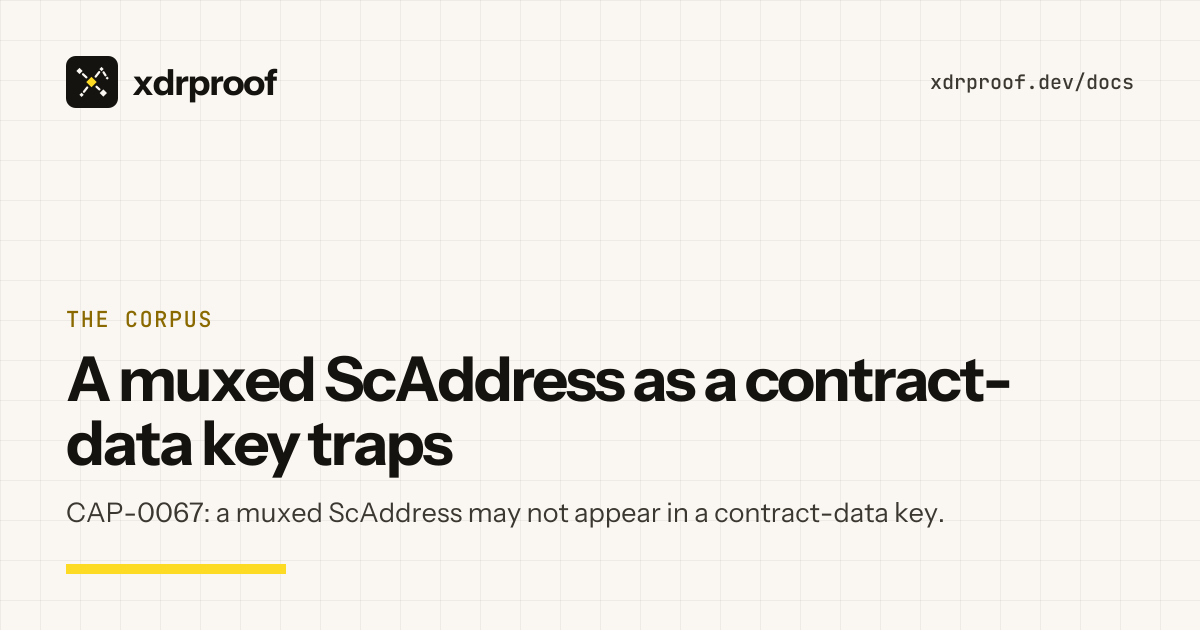 xdrproof
xdrproof.dev/docs
THE CORPUS
A muxed ScAddress as a contract-
data key traps
CAP-0067: a muxed ScAddress may not appear in a contract-data key.